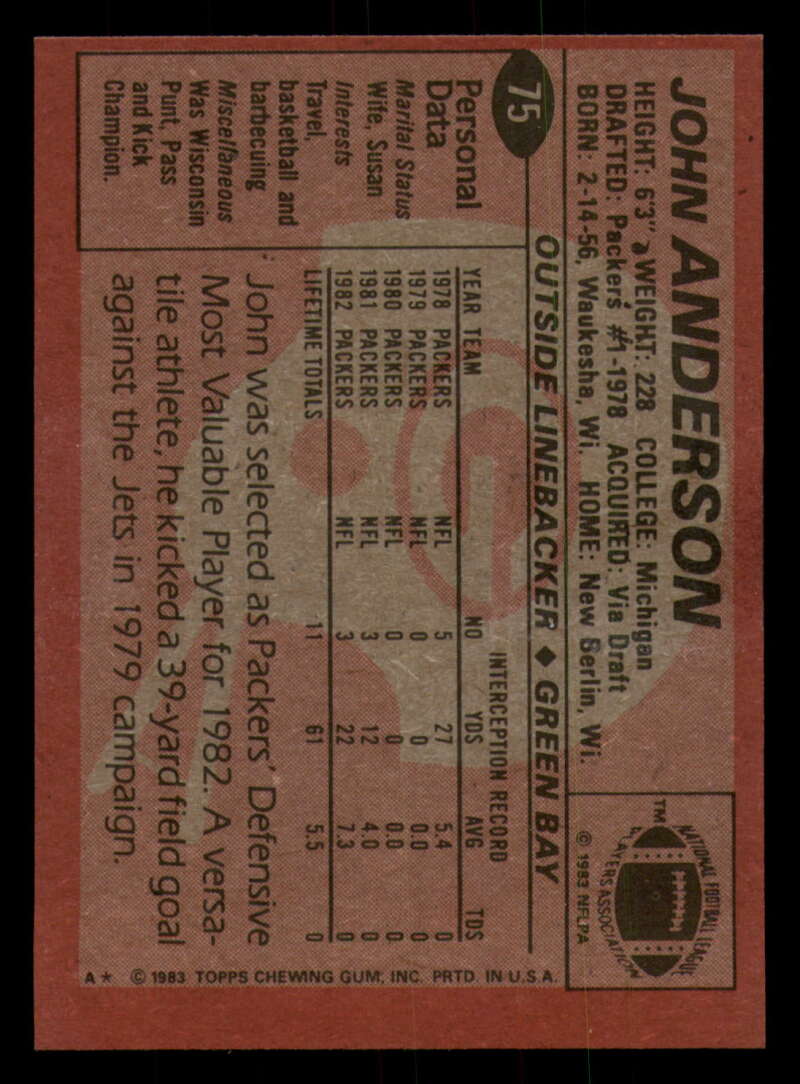 JOHN ANDERSON
HEIGHT: 6'3" WEIGHT: 228 COLLEGE: Michigan
DRAFTED: Packers #1-1978 ACQUIRED: Via Draft
BORN: 2-14-56, Waukesha, Wi. HOME: New Berlin, Wi.
TM
NATIONAL FOOTBALL LEAGUE
PLAYERS ASSOCIATION
© 1983 NFLPA
75
OUTSIDE LINEBACKER ♦ GREEN BAY
Personal
Data
Marital Status
Wife, Susan
Interests
Travel,
basketball and
barbecuing
Miscellaneous
Was Wisconsin
Punt, Pass
and Kick
Champion.
INTERCEPTION RECORD
YEAR TEAM NO YDS AVG TDS
1978 PACKERS NFL 5 27 5.4 0
1979 PACKERS NFL 0 0 0.0 0
1980 PACKERS NFL 0 0 0.0 0
1981 PACKERS NFL 3 12 4.0 0
1982 PACKERS NFL 3 22 7.3 0
LIFETIME TOTALS 11 61 5.5 0
John was selected as Packers' Defensive
Most Valuable Player for 1982. A versa-
tile athlete, he kicked a 39-yard field goal
against the Jets in 1979 campaign.
A★ © 1983 TOPPS CHEWING GUM, INC. PRTD. IN U.S.A.